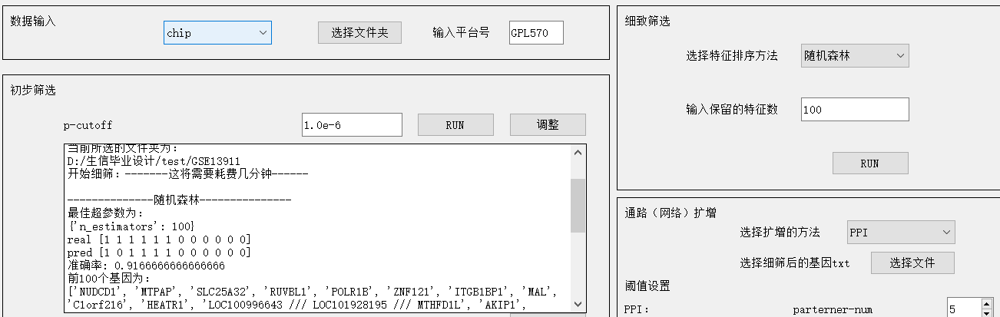 数据输入
chip
选择文件夹
输入平台号
GPL570
初步筛选
p-cutoff
1.0e-6
RUN
调整
当前所选的文件夹为:
D:/生信毕业设计/test/GSE13911
开始细筛: -------这将需要耗费几分钟------
---------------随机森林---------------
最佳超参数为:
{'n_estimators': 100}
real [1 1 1 1 1 1 0 0 0 0 0 0]
pred [1 0 1 1 1 1 0 0 0 0 0 0]
准确率: 0.9166666666666666
前100个基因为:
['NUDCD1', 'MTPAP', 'SLC25A32', 'RUVBL1', 'POLR1B', 'ZNF121', 'ITGB1BP1', 'MAL',
'C1orf216', 'HEATR1', 'LOC100996643 /// LOC101928195 /// MTHFD1L', 'AKIP1',
细致筛选
选择特征排序方法
随机森林
输入保留的特征数
100
RUN
通路（网络）扩增
选择扩增的方法
PPI
选择细筛后的基因txt
选择文件
阈值设置
PPI:
parterner-num
5